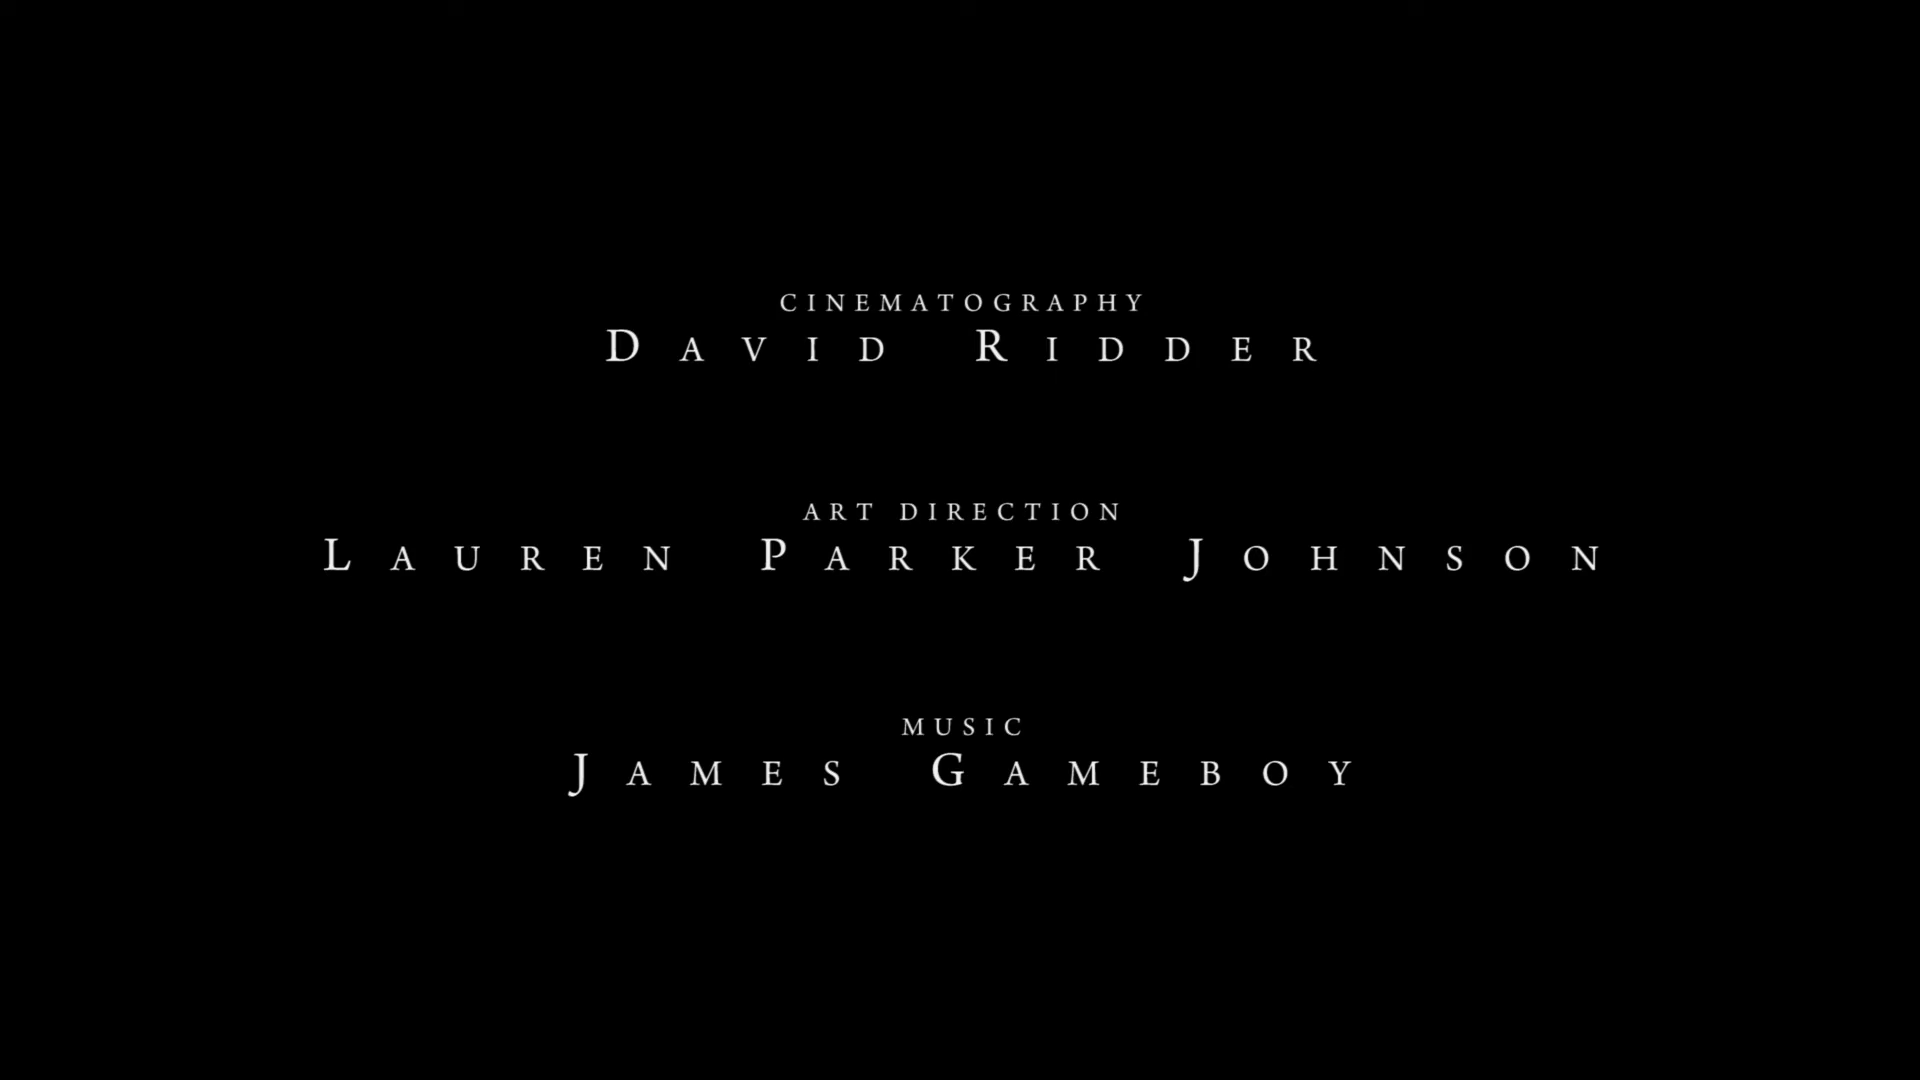 CINEMATOGRAPHY
DAVID RIDDER
ART DIRECTION
LAUREN PARKER JOHNSON
MUSIC
JAMES GAMEBOY